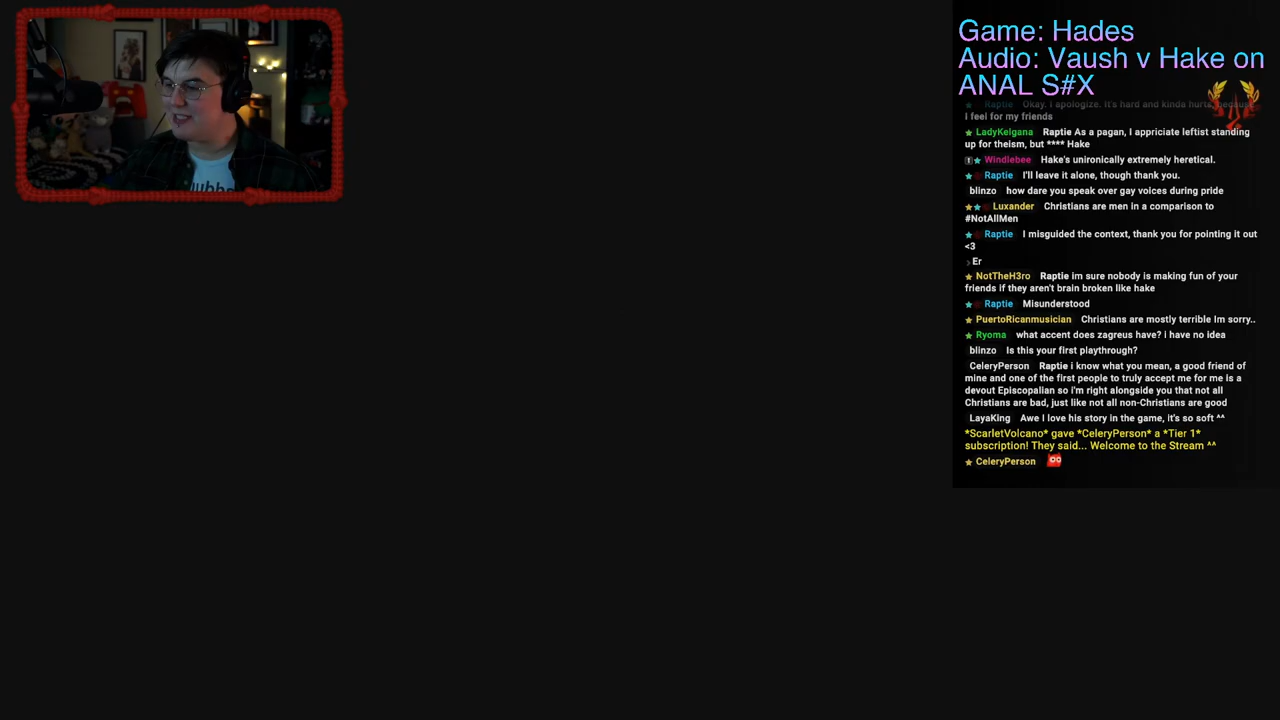 Game: Hades
Audio: Vaush v Hake on
ANAL S#X
Raptie Okay. I apologize. It's hard and kinda hurts, because
i feel for my friends
LadyKelgana Raptie As a pagan, I appriciate leftist standing
up for theism, but **** Hake
Windlebee Hake's unironically extremely heretical.
Raptie I'll leave it alone, though thank you.
blinzo how dare you speak over gay voices during pride
Luxander Christians are men in a comparison to
#NotAllMen
Raptie I misguided the context, thank you for pointing it out
<3
> Er
NotTheH3ro Raptie im sure nobody is making fun of your
friends if they aren't brain broken like hake
Raptie Misunderstood
PuertoRicanmusician Christians are mostly terrible Im sorry..
Ryoma what accent does zagreus have? i have no idea
blinzo Is this your first playthrough?
CeleryPerson Raptie i know what you mean, a good friend of
mine and one of the first people to truly accept me for me is a
devout Episcopalian so i'm right alongside you that not all
Christians are bad, just like not all non-Christians are good
LayaKing Awe I love his story in the game, it's so soft ^^
*ScarletVolcano* gave *CeleryPerson* a *Tier 1*
subscription! They said... Welcome to the Stream ^^
CeleryPerson